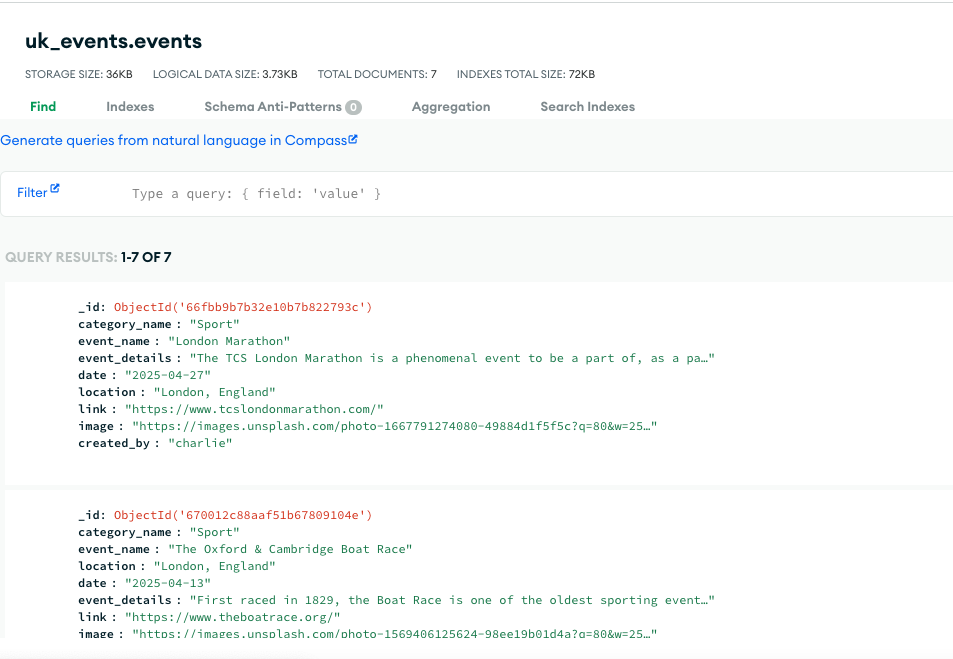 uk_events.events
STORAGE SIZE: 36KB LOGICAL DATA SIZE: 3.73KB TOTAL DOCUMENTS: 7 INDEXES TOTAL SIZE: 72KB
Find Indexes Schema Anti-Patterns 0 Aggregation Search Indexes
Generate queries from natural language in Compass
Filter Type a query: { field: 'value' }
QUERY RESULTS: 1-7 OF 7
_id: ObjectId('66fbb9b7b32e10b7b822793c')
category_name : "Sport"
event_name : "London Marathon"
event_details : "The TCS London Marathon is a phenomenal event to be a part of, as a pa…"
date : "2025-04-27"
location : "London, England"
link : "https://www.tcslondonmarathon.com/"
image : "https://images.unsplash.com/photo-1667791274080-49884d1f5f5c?q=80&w=25…"
created_by : "charlie"
_id: ObjectId('670012c88aaf51b67809104e')
category_name : "Sport"
event_name : "The Oxford & Cambridge Boat Race"
location : "London, England"
date : "2025-04-13"
event_details : "First raced in 1829, the Boat Race is one of the oldest sporting event…"
link : "https://www.theboatrace.org/"
image : "https://images.unsplash.com/photo-1569406125624-98ee19b01d4a?q=80&w=25…"